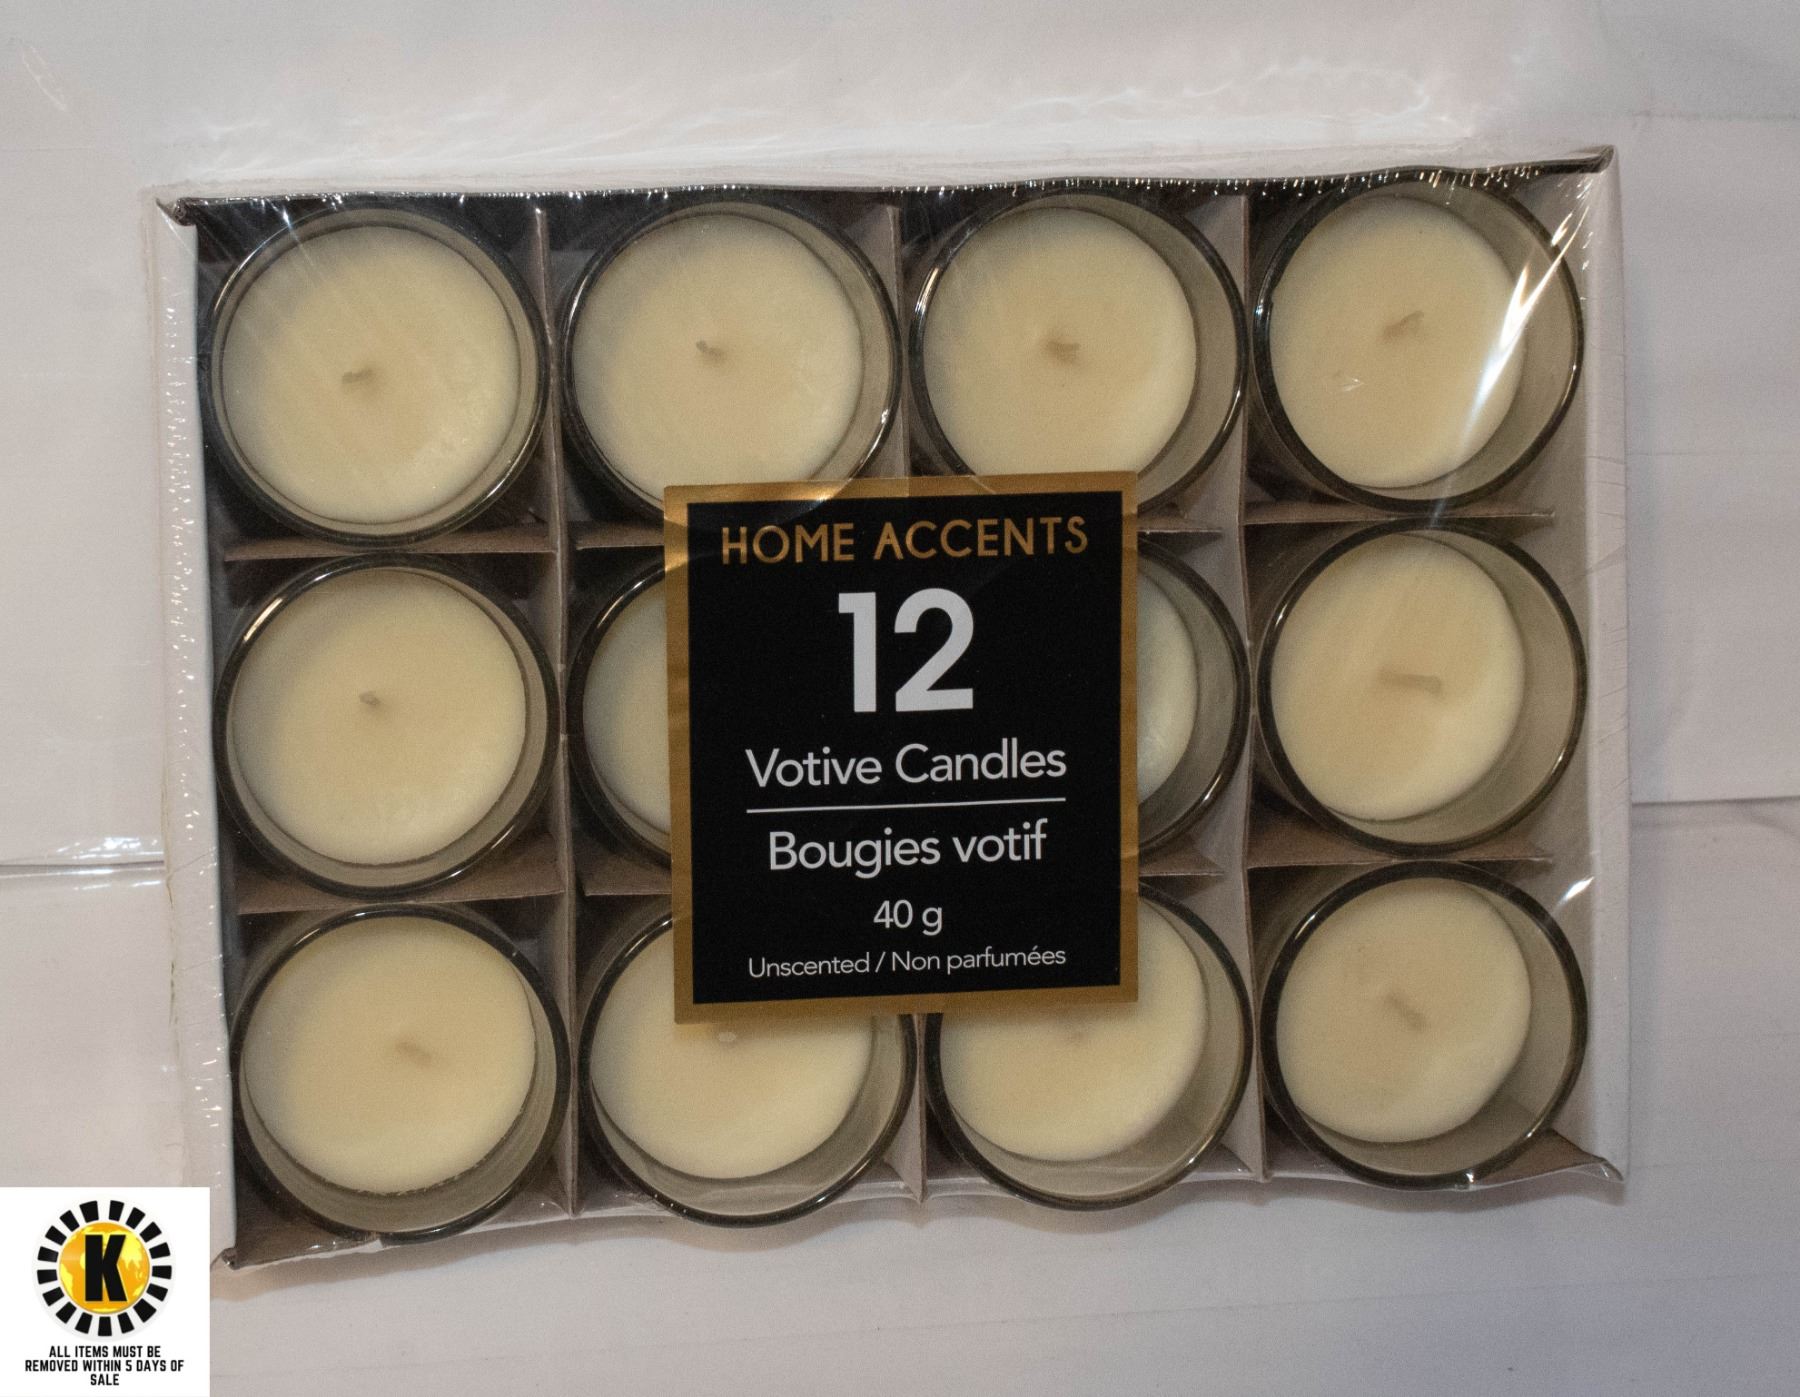 HOME ACCENTS
12
Votive Candles
Bougies votif
40 g
Unscented / Non parfumées
K
ALL ITEMS MUST BE
REMOVED WITHIN 5 DAYS OF
SALE